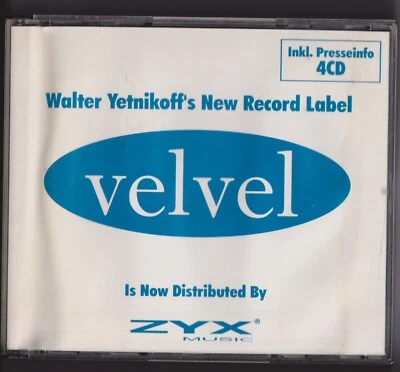 Inkl. Presseinfo
4CD
Walter Yetnikoff's New Record Label
velvel
Is Now Distributed By
ZYX®
MUSIC